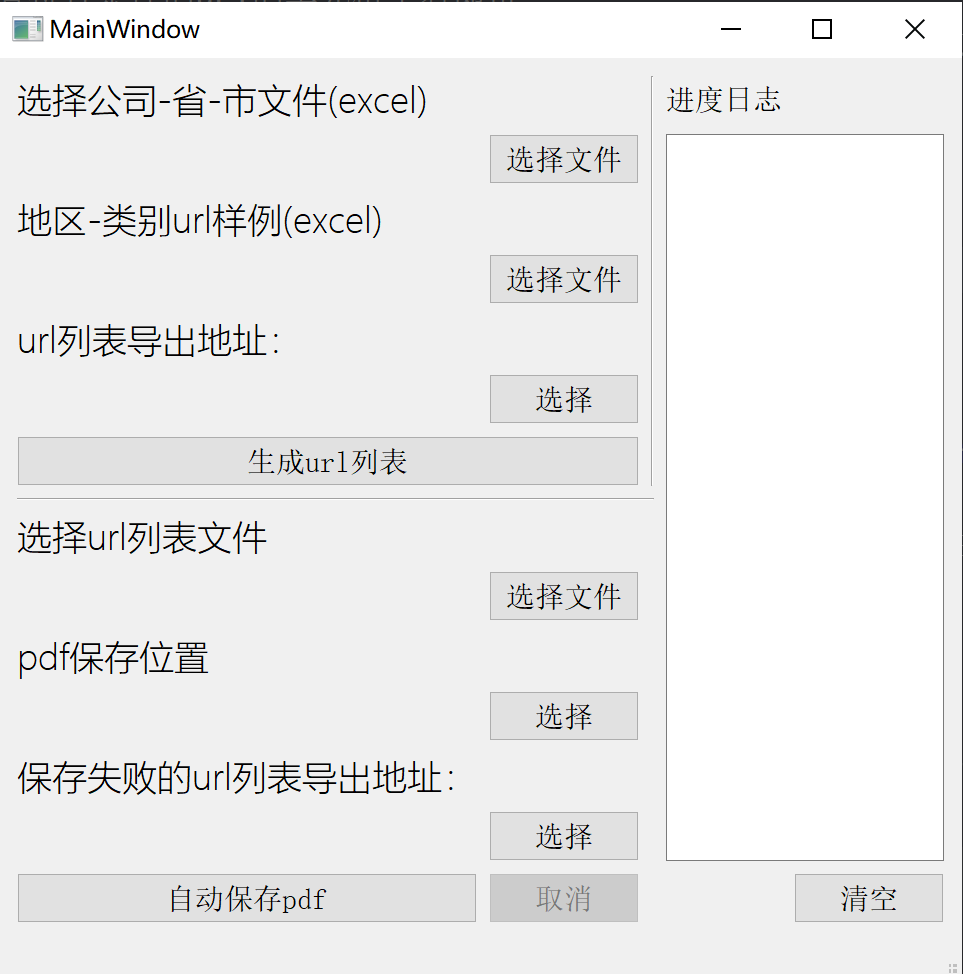 MainWindow
选择公司-省-市文件(excel)
选择文件
地区-类别url样例(excel)
选择文件
url列表导出地址：
选择
生成url列表
选择url列表文件
选择文件
pdf保存位置
选择
保存失败的url列表导出地址：
选择
自动保存pdf
取消
进度日志
清空